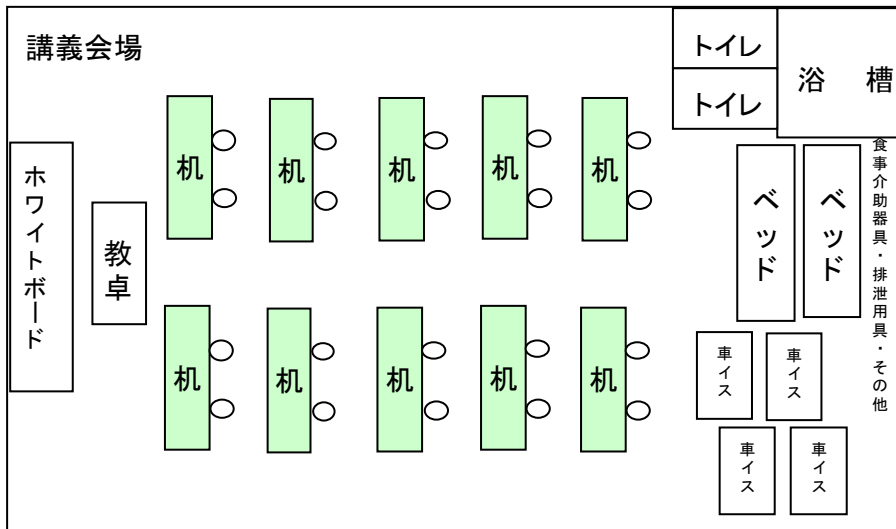 講義会場
トイレ
トイレ
浴 槽
机
机
机
机
机
ホワイトボード
教卓
ベッド
ベッド
食事介助器具・排泄用具・その他
机
机
机
机
机
車イス
車イス
車イス
車イス